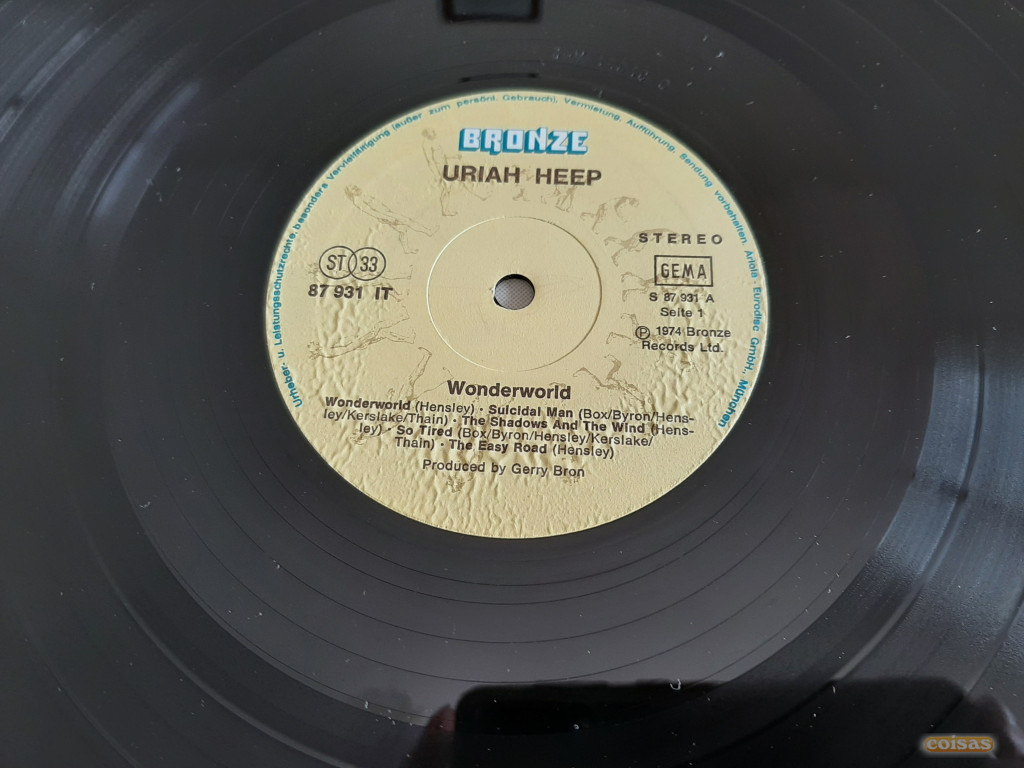 Urheber- u. Leistungsschutzrechte, besondere Vervielfältigung (außer zum persönl. Gebrauch), Vermietung, Aufführung, Sendung vorbehalten. Ariola-Eurodisc GmbH., München
BRONZE
URIAH HEEP
STEREO
ST 33
GEMA
87 931 IT
S 87 931 A
Seite 1
℗ 1974 Bronze
Records Ltd.
Wonderworld
Wonderworld (Hensley) · Suicidal Man (Box/Byron/Hens-
ley/Kerslake/Thain) · The Shadows And The Wind (Hens-
ley) · So Tired (Box/Byron/Hensley/Kerslake/
Thain) · The Easy Road (Hensley)
Produced by Gerry Bron
coisas